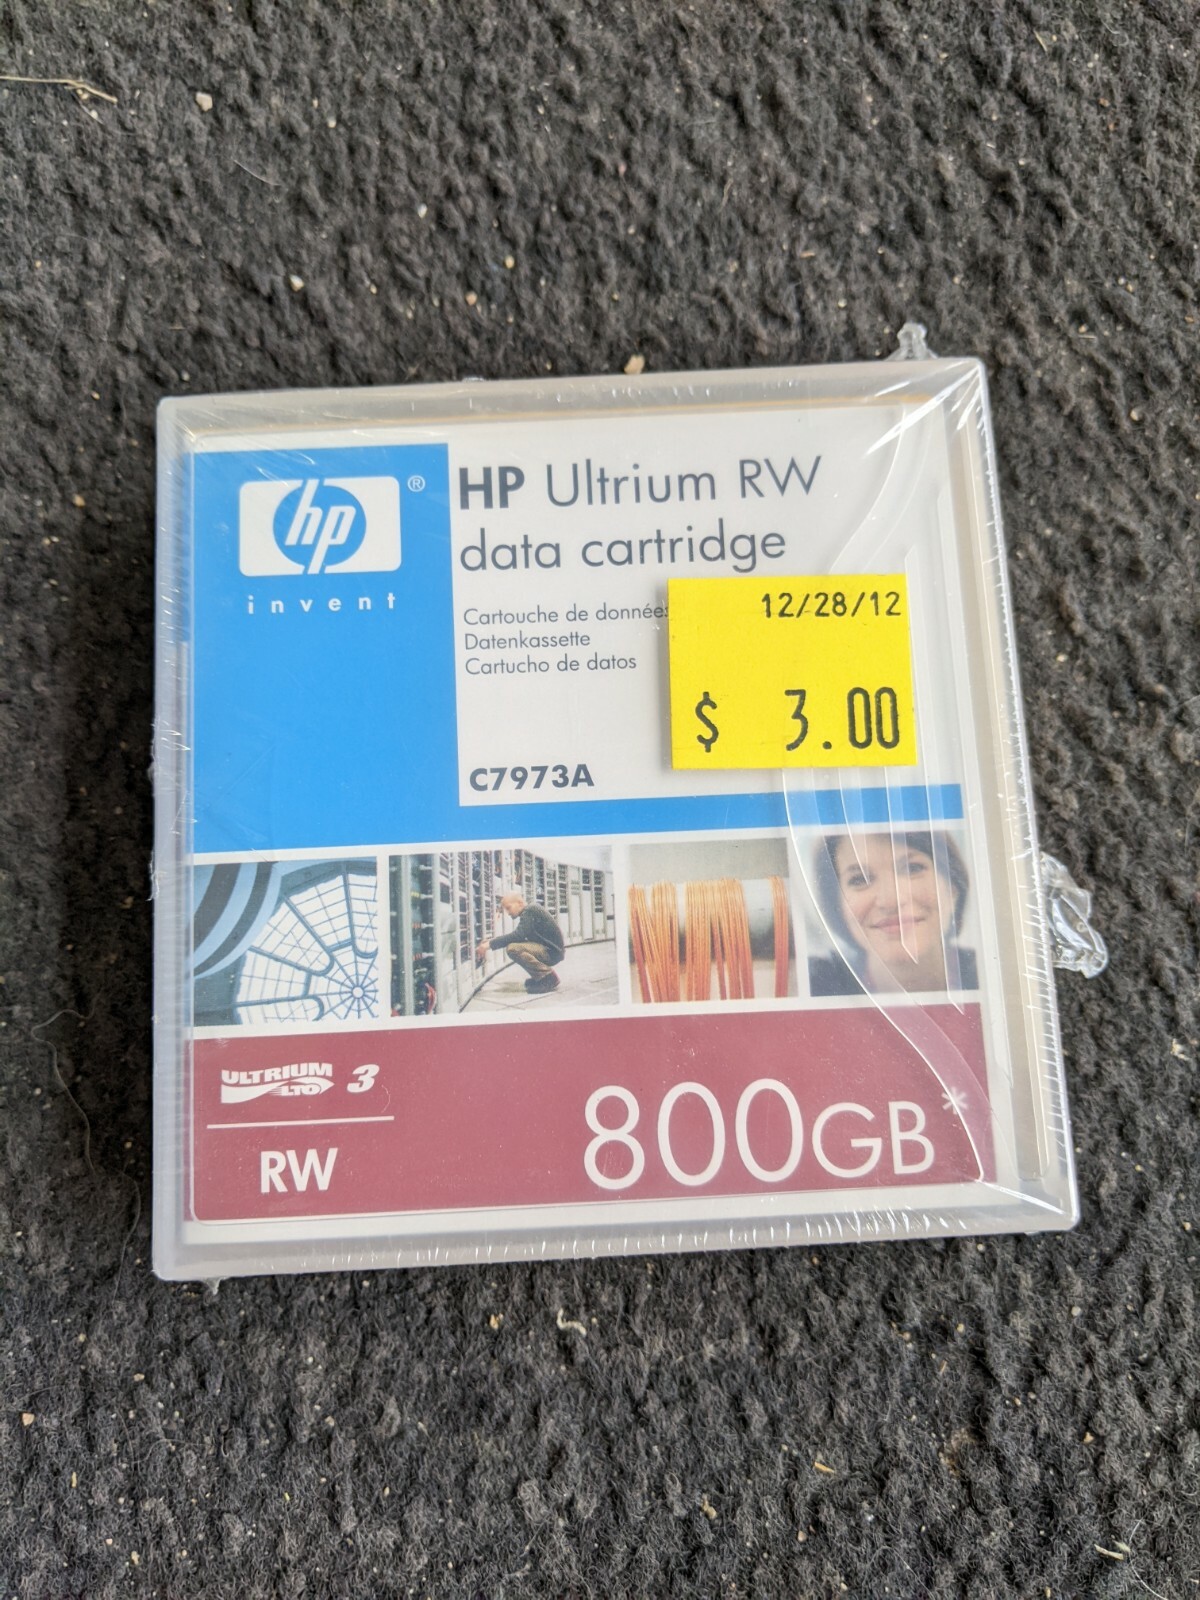 hp®
invent
HP Ultrium RW
data cartridge
Cartouche de données
Datenkassette
Cartucho de datos
12/28/12
$ 3.00
C7973A
ULTRIUM
LTO 3
RW
800GB*